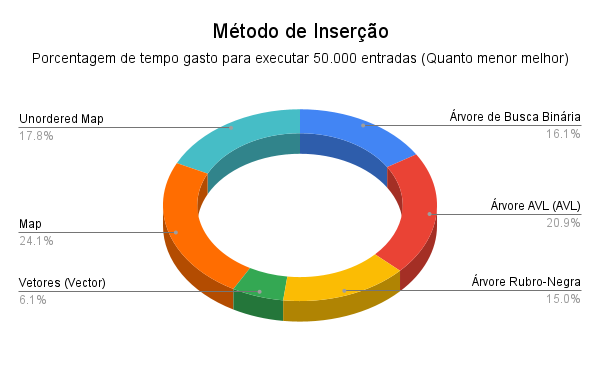 Método de Inserção
Porcentagem de tempo gasto para executar 50.000 entradas (Quanto menor melhor)
Unordered Map
17.8%
Árvore de Busca Binária
16.1%
Map
24.1%
Árvore AVL (AVL)
20.9%
Vetores (Vector)
6.1%
Árvore Rubro-Negra
15.0%